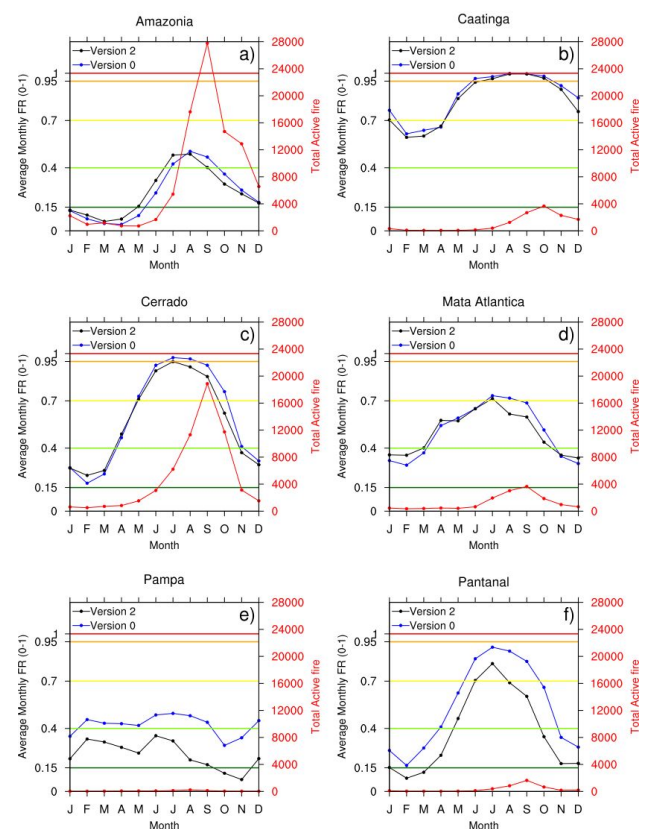 Amazonia
Version 2
Version 0
a)
Average Monthly FR (0-1)
1
0.95
0.7
0.4
0.15
0
28000
24000
20000
16000
12000
8000
4000
0
Total Active fire
J F M A M J J A S O N D
Month
Caatinga
Version 2
Version 0
b)
Average Monthly FR (0-1)
1
0.95
0.7
0.4
0.15
0
28000
24000
20000
16000
12000
8000
4000
0
Total Active fire
J F M A M J J A S O N D
Month
Cerrado
Version 2
Version 0
c)
Average Monthly FR (0-1)
1
0.95
0.7
0.4
0.15
0
28000
24000
20000
16000
12000
8000
4000
0
Total Active fire
J F M A M J J A S O N D
Month
Mata Atlantica
Version 2
Version 0
d)
Average Monthly FR (0-1)
1
0.95
0.7
0.4
0.15
0
28000
24000
20000
16000
12000
8000
4000
0
Total Active fire
J F M A M J J A S O N D
Month
Pampa
Version 2
Version 0
e)
Average Monthly FR (0-1)
1
0.95
0.7
0.4
0.15
0
28000
24000
20000
16000
12000
8000
4000
0
Total Active fire
J F M A M J J A S O N D
Month
Pantanal
Version 2
Version 0
f)
Average Monthly FR (0-1)
1
0.95
0.7
0.4
0.15
0
28000
24000
20000
16000
12000
8000
4000
0
Total Active fire
J F M A M J J A S O N D
Month